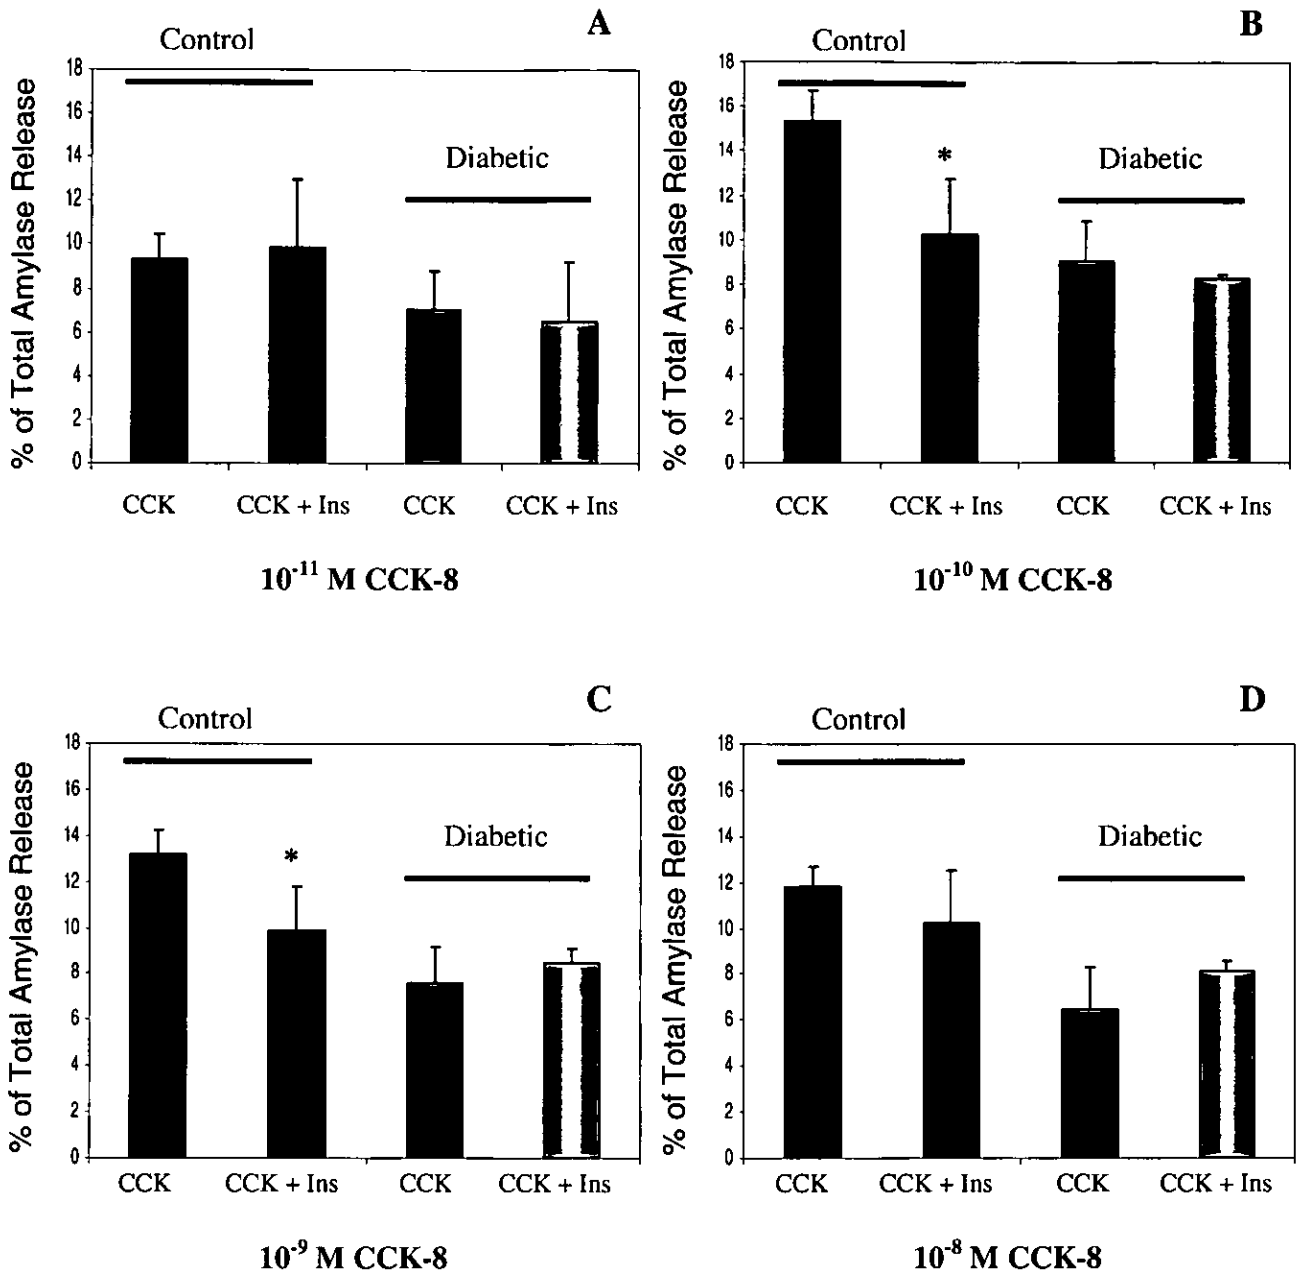 A
Control
% of Total Amylase Release
18
16
14
12
10
8
6
4
2
0
Diabetic
CCK
CCK + Ins
CCK
CCK + Ins
10⁻¹¹ M CCK-8
B
Control
% of Total Amylase Release
18
16
14
12
10
8
6
4
2
0
*
Diabetic
CCK
CCK + Ins
CCK
CCK + Ins
10⁻¹⁰ M CCK-8
C
Control
% of Total Amylase Release
18
16
14
12
10
8
6
4
2
0
*
Diabetic
CCK
CCK + Ins
CCK
CCK + Ins
10⁻⁹ M CCK-8
D
Control
% of Total Amylase Release
18
16
14
12
10
8
6
4
2
0
Diabetic
CCK
CCK + Ins
CCK
CCK + Ins
10⁻⁸ M CCK-8